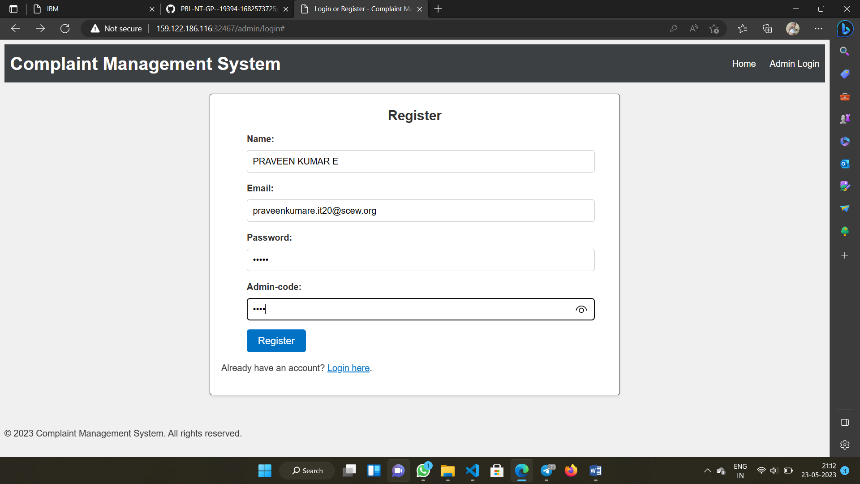 IBM
PBL-NT-GP--19394-1682573725
Login or Register - Complaint Ma
Not secure
159.122.186.116:32467/admin/login#
Complaint Management System
Home
Admin Login
Register
Name:
PRAVEEN KUMAR E
Email:
praveenkumare.it20@scew.org
Password:
•••••
Admin-code:
••••
Register
Already have an account? Login here.
© 2023 Complaint Management System. All rights reserved.
Search
ENG
IN
21:12
23-05-2023